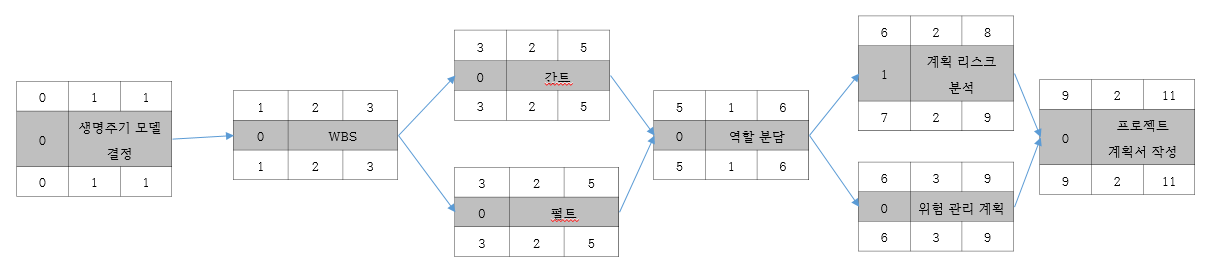 0 1 1
0 생명주기 모델
결정
0 1 1
1 2 3
0 WBS
1 2 3
3 2 5
0 간트
3 2 5
3 2 5
0 펄트
3 2 5
5 1 6
0 역할 분담
5 1 6
6 2 8
1 계획 리스크
분석
7 2 9
6 3 9
0 위험 관리 계획
6 3 9
9 2 11
0 프로젝트
계획서 작성
9 2 11